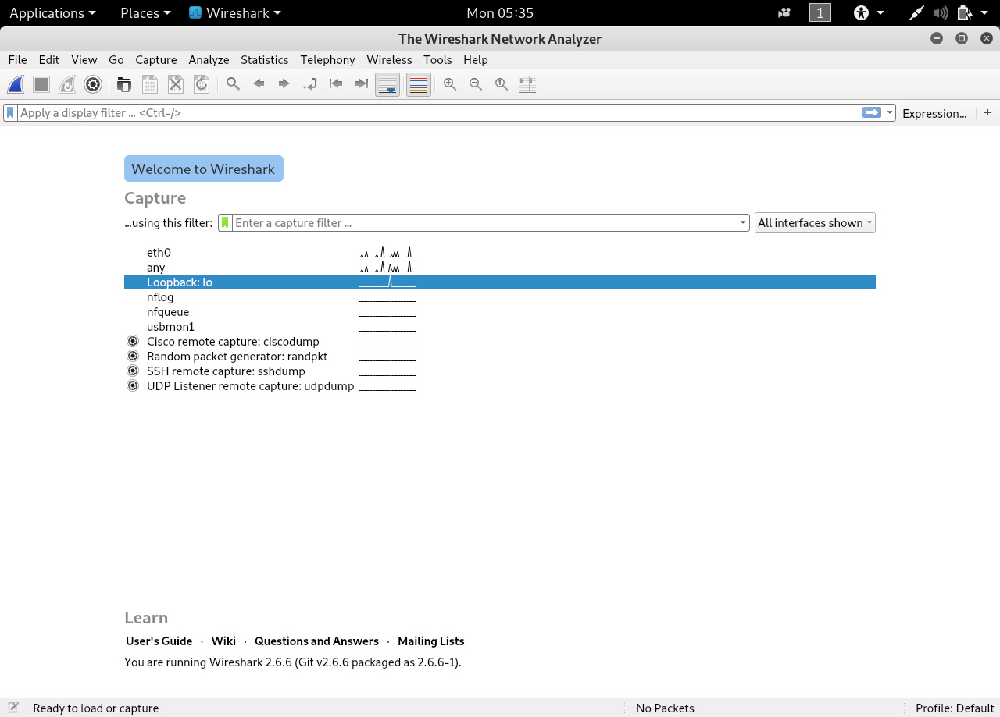 Applications Places Wireshark Mon 05:35 1
The Wireshark Network Analyzer
File Edit View Go Capture Analyze Statistics Telephony Wireless Tools Help
Apply a display filter ... <Ctrl-/> Expression... +
Welcome to Wireshark
Capture
...using this filter: Enter a capture filter ... All interfaces shown
eth0
any
Loopback: lo
nflog
nfqueue
usbmon1
Cisco remote capture: ciscodump
Random packet generator: randpkt
SSH remote capture: sshdump
UDP Listener remote capture: udpdump
Learn
User's Guide · Wiki · Questions and Answers · Mailing Lists
You are running Wireshark 2.6.6 (Git v2.6.6 packaged as 2.6.6-1).
Ready to load or capture No Packets Profile: Default